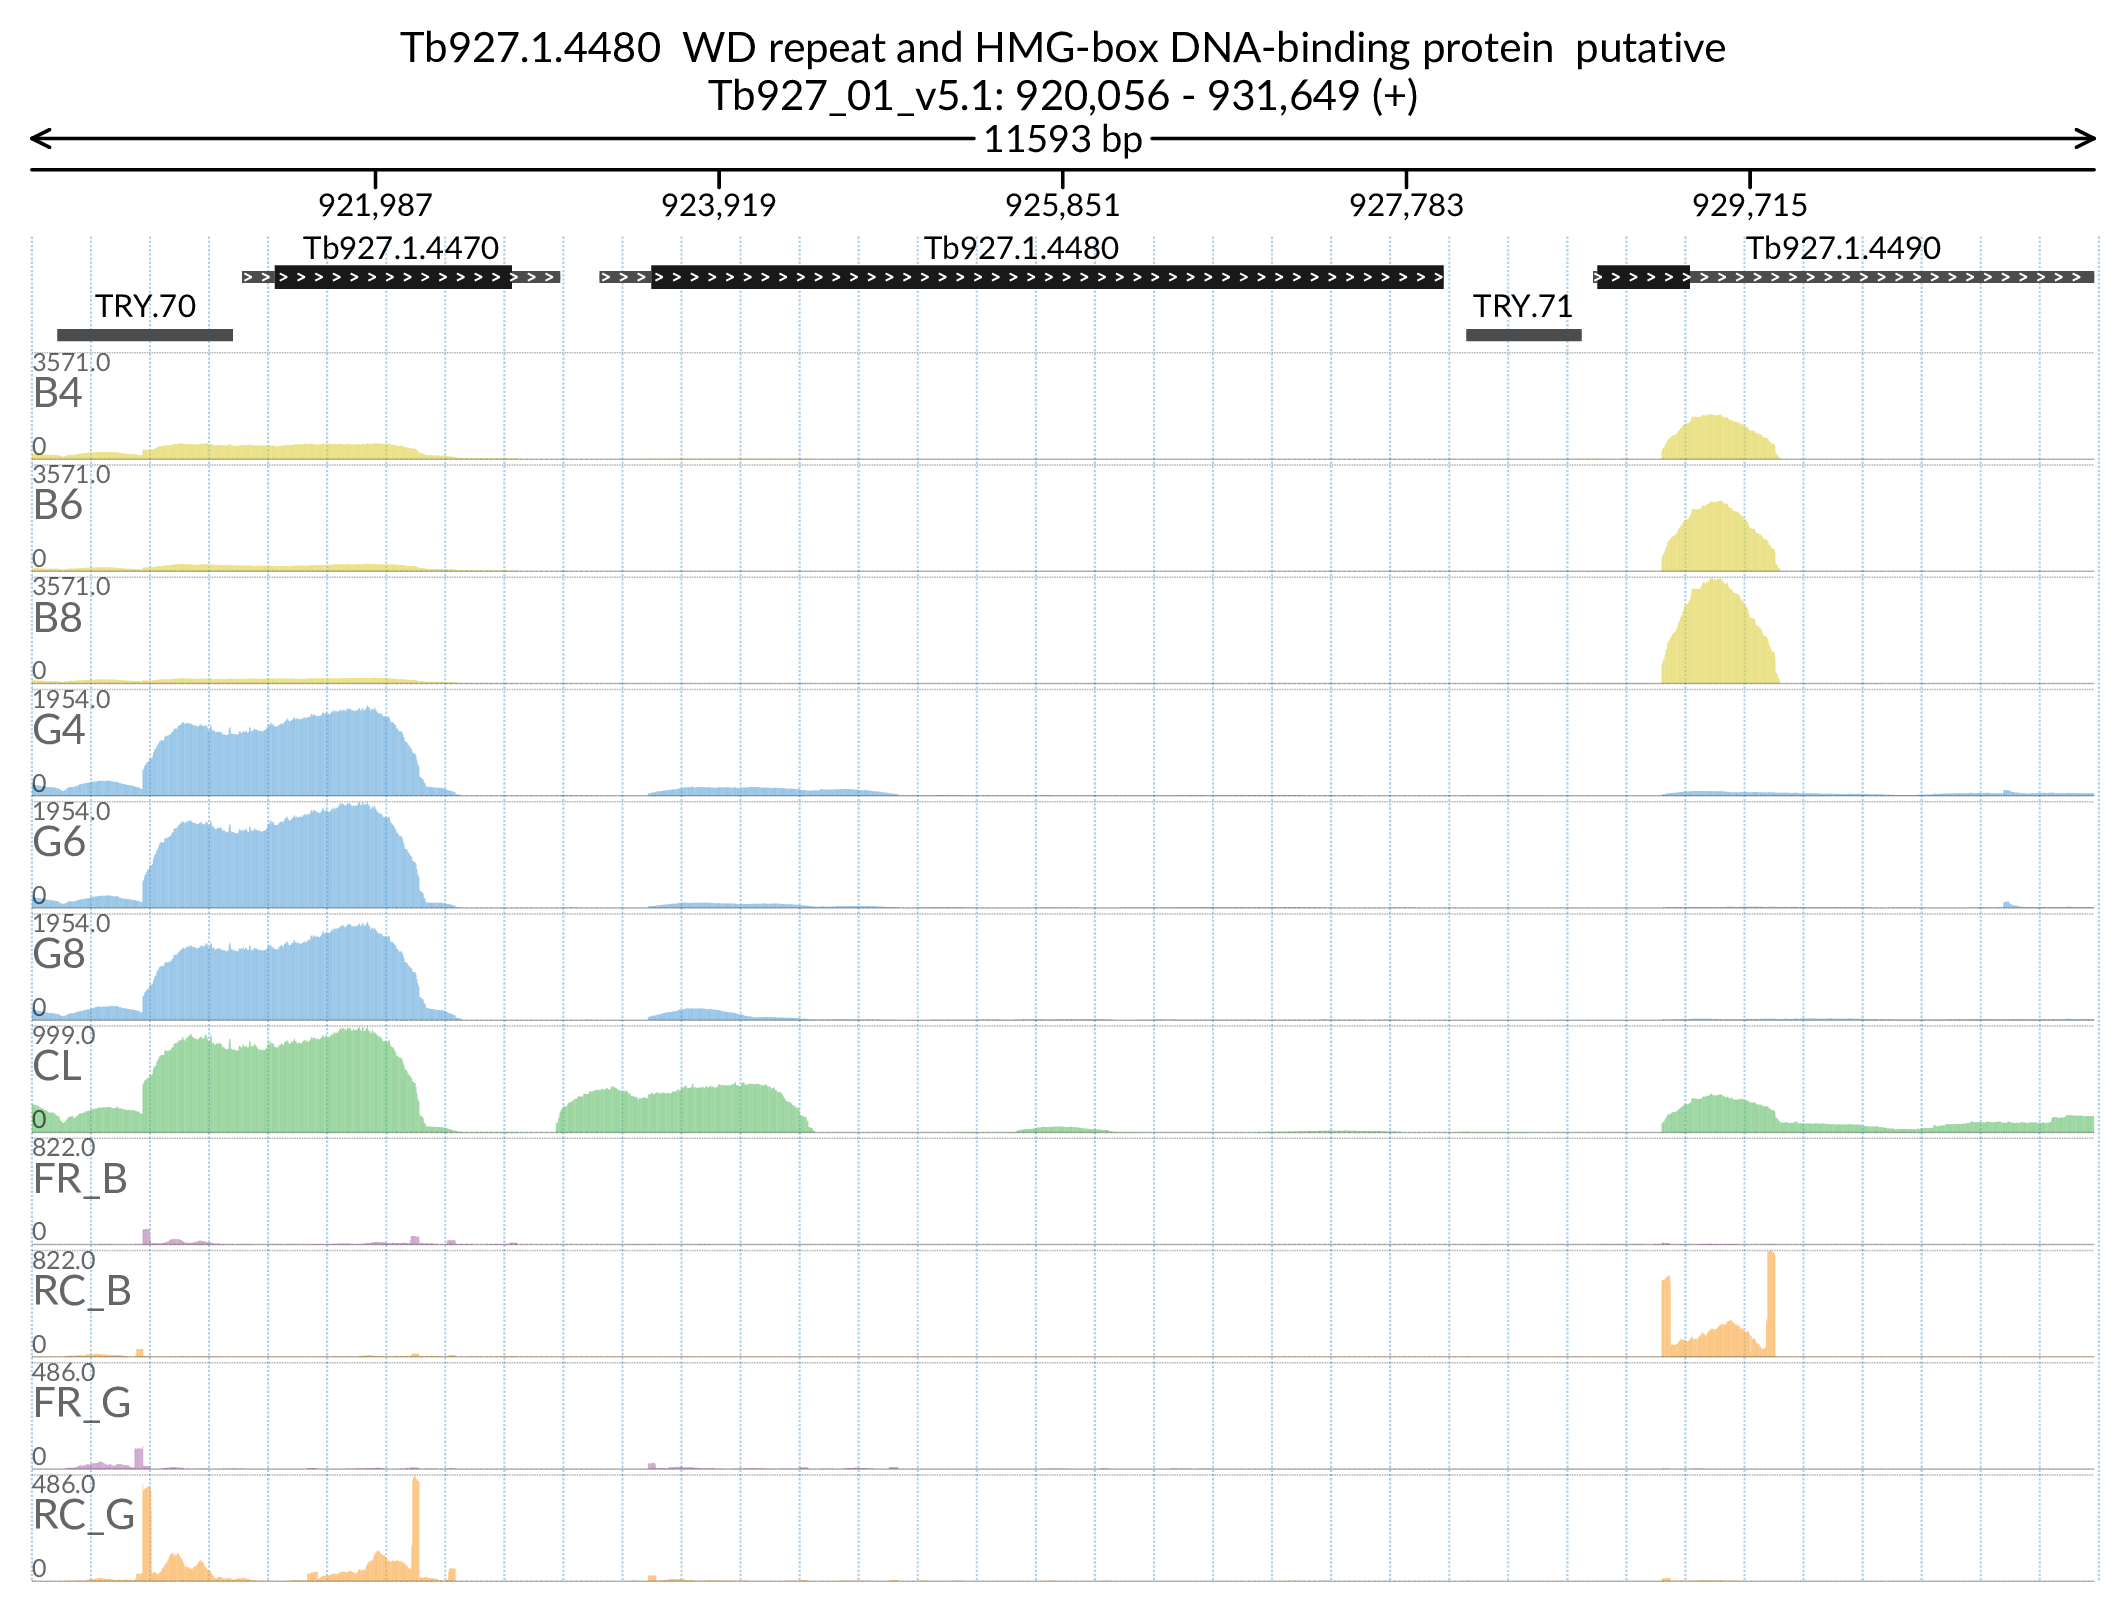 Tb927.1.4480  WD repeat and HMG-box DNA-binding protein  putative
Tb927_01_v5.1: 920,056 - 931,649 (+)
11593 bp
921,987 923,919 925,851 927,783 929,715
Tb927.1.4470 Tb927.1.4480 Tb927.1.4490
TRY.70 TRY.71
3571.0
B4
0
3571.0
B6
0
3571.0
B8
0
1954.0
G4
0
1954.0
G6
0
1954.0
G8
0
999.0
CL
0
822.0
FR_B
0
822.0
RC_B
0
486.0
FR_G
0
486.0
RC_G
0